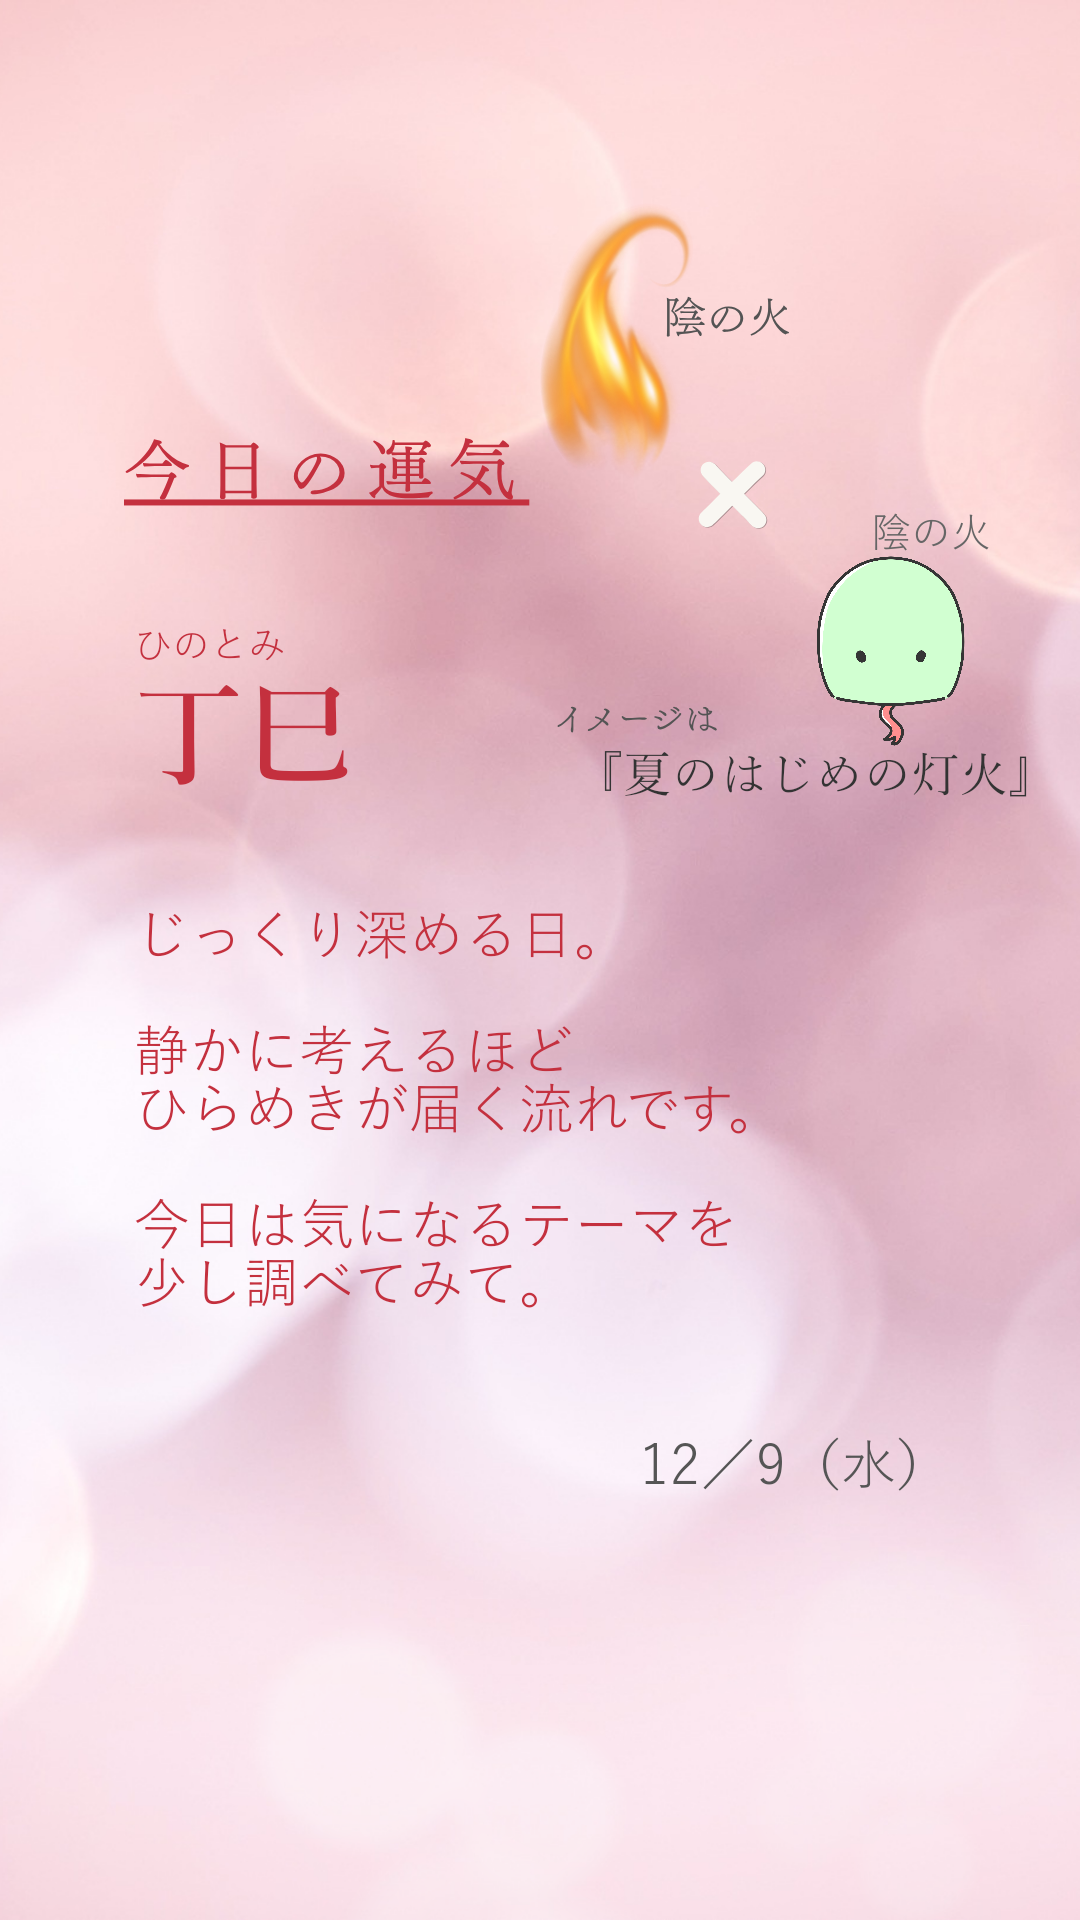 陰の火
今日の運気
陰の火
ひのとみ
丁巳
イメージは
『夏のはじめの灯火』
じっくり深める日。
静かに考えるほど
ひらめきが届く流れです。
今日は気になるテーマを
少し調べてみて。
12／9（水）